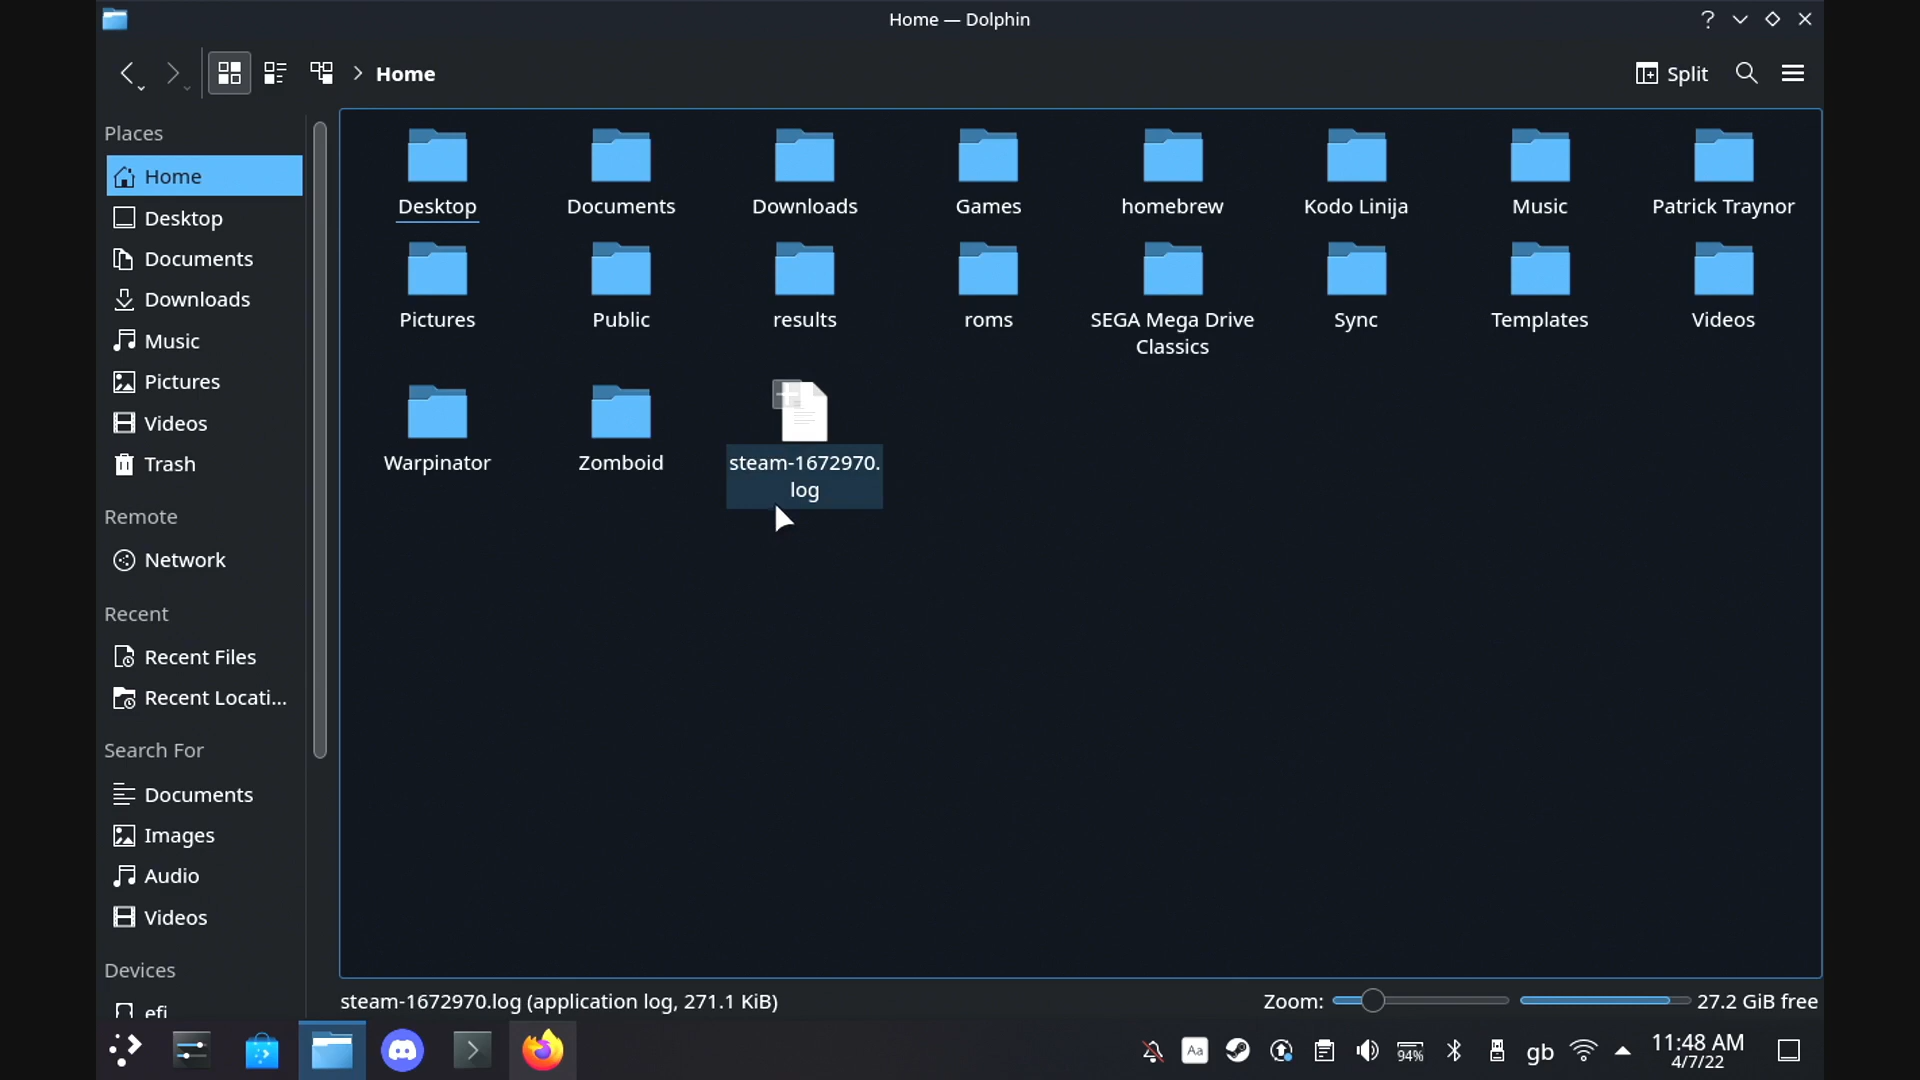 Home — Dolphin
Home
Split
Places
Home
Desktop
Documents
Downloads
Music
Pictures
Videos
Trash
Remote
Network
Recent
Recent Files
Recent Locati...
Search For
Documents
Images
Audio
Videos
Devices
efi
Desktop
Documents
Downloads
Games
homebrew
Kodo Linija
Music
Patrick Traynor
Pictures
Public
results
roms
SEGA Mega Drive
Classics
Sync
Templates
Videos
Warpinator
Zomboid
steam-1672970.
log
steam-1672970.log (application log, 271.1 KiB)
Zoom:
27.2 GiB free
Aa
94%
gb
11:48 AM
4/7/22